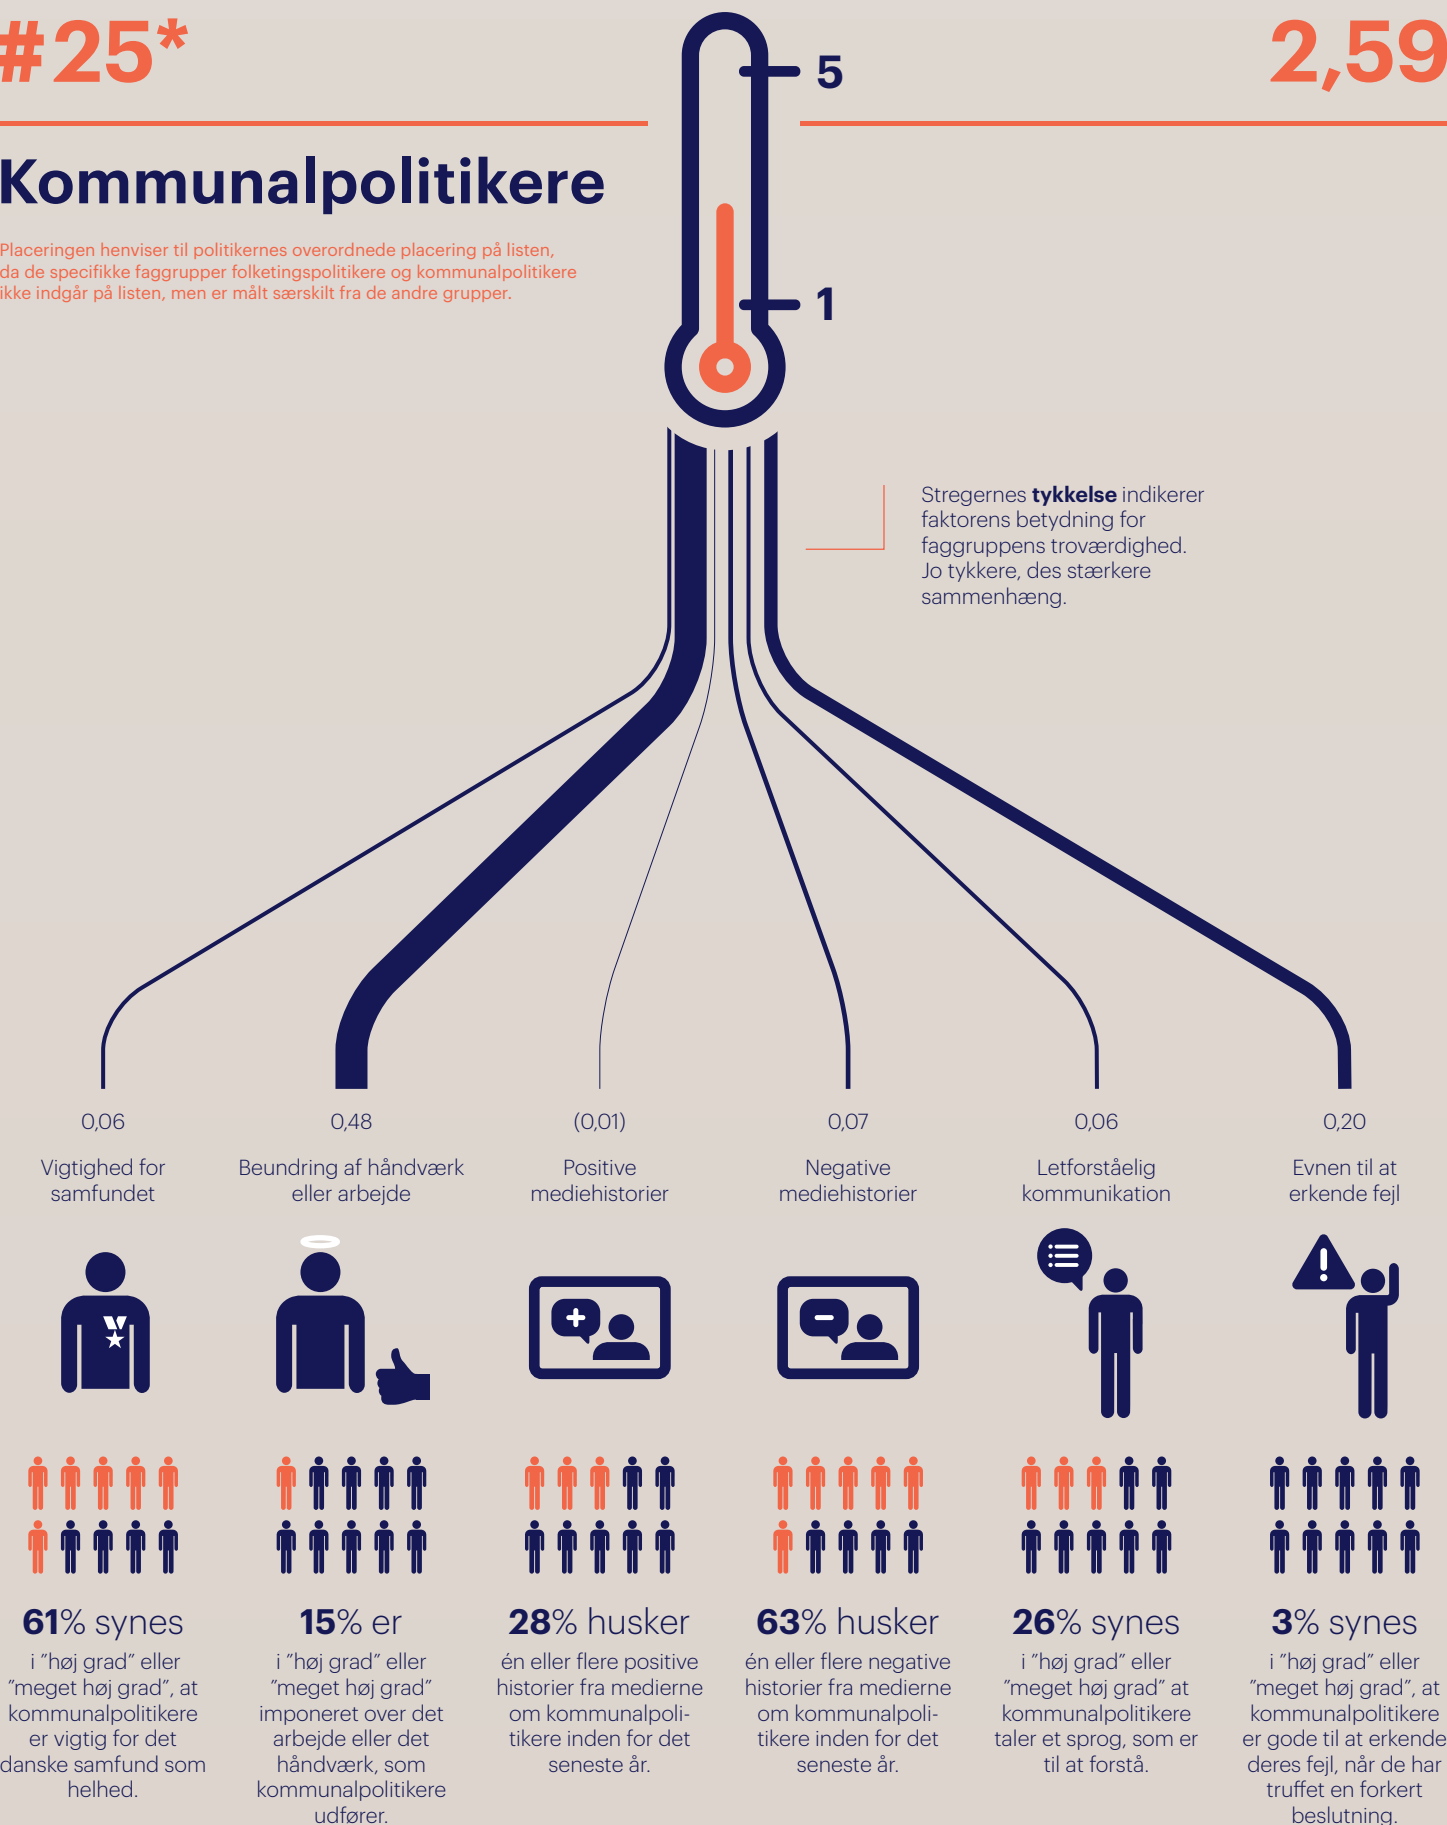 #25*
2,59
5
1
Kommunalpolitikere
Placeringen henviser til politikernes overordnede placering på listen,
da de specifikke faggrupper folketingspolitikere og kommunalpolitikere
ikke indgår på listen, men er målt særskilt fra de andre grupper.
Stregernes tykkelse indikerer
faktorens betydning for
faggruppens troværdighed.
Jo tykkere, des stærkere
sammenhæng.
0,06
Vigtighed for
samfundet
0,48
Beundring af håndværk
eller arbejde
(0,01)
Positive
mediehistorier
0,07
Negative
mediehistorier
0,06
Letforståelig
kommunikation
0,20
Evnen til at
erkende fejl
61% synes
i ”høj grad” eller
”meget høj grad”, at
kommunalpolitikere
er vigtig for det
danske samfund som
helhed.
15% er
i ”høj grad” eller
”meget høj grad”
imponeret over det
arbejde eller det
håndværk, som
kommunalpolitikere
udfører.
28% husker
én eller flere positive
historier fra medierne
om kommunalpoli-
tikere inden for det
seneste år.
63% husker
én eller flere negative
historier fra medierne
om kommunalpoli-
tikere inden for det
seneste år.
26% synes
i ”høj grad” eller
”meget høj grad” at
kommunalpolitikere
taler et sprog, som er
til at forstå.
3% synes
i ”høj grad” eller
”meget høj grad”, at
kommunalpolitikere
er gode til at erkende
deres fejl, når de har
truffet en forkert
beslutning.